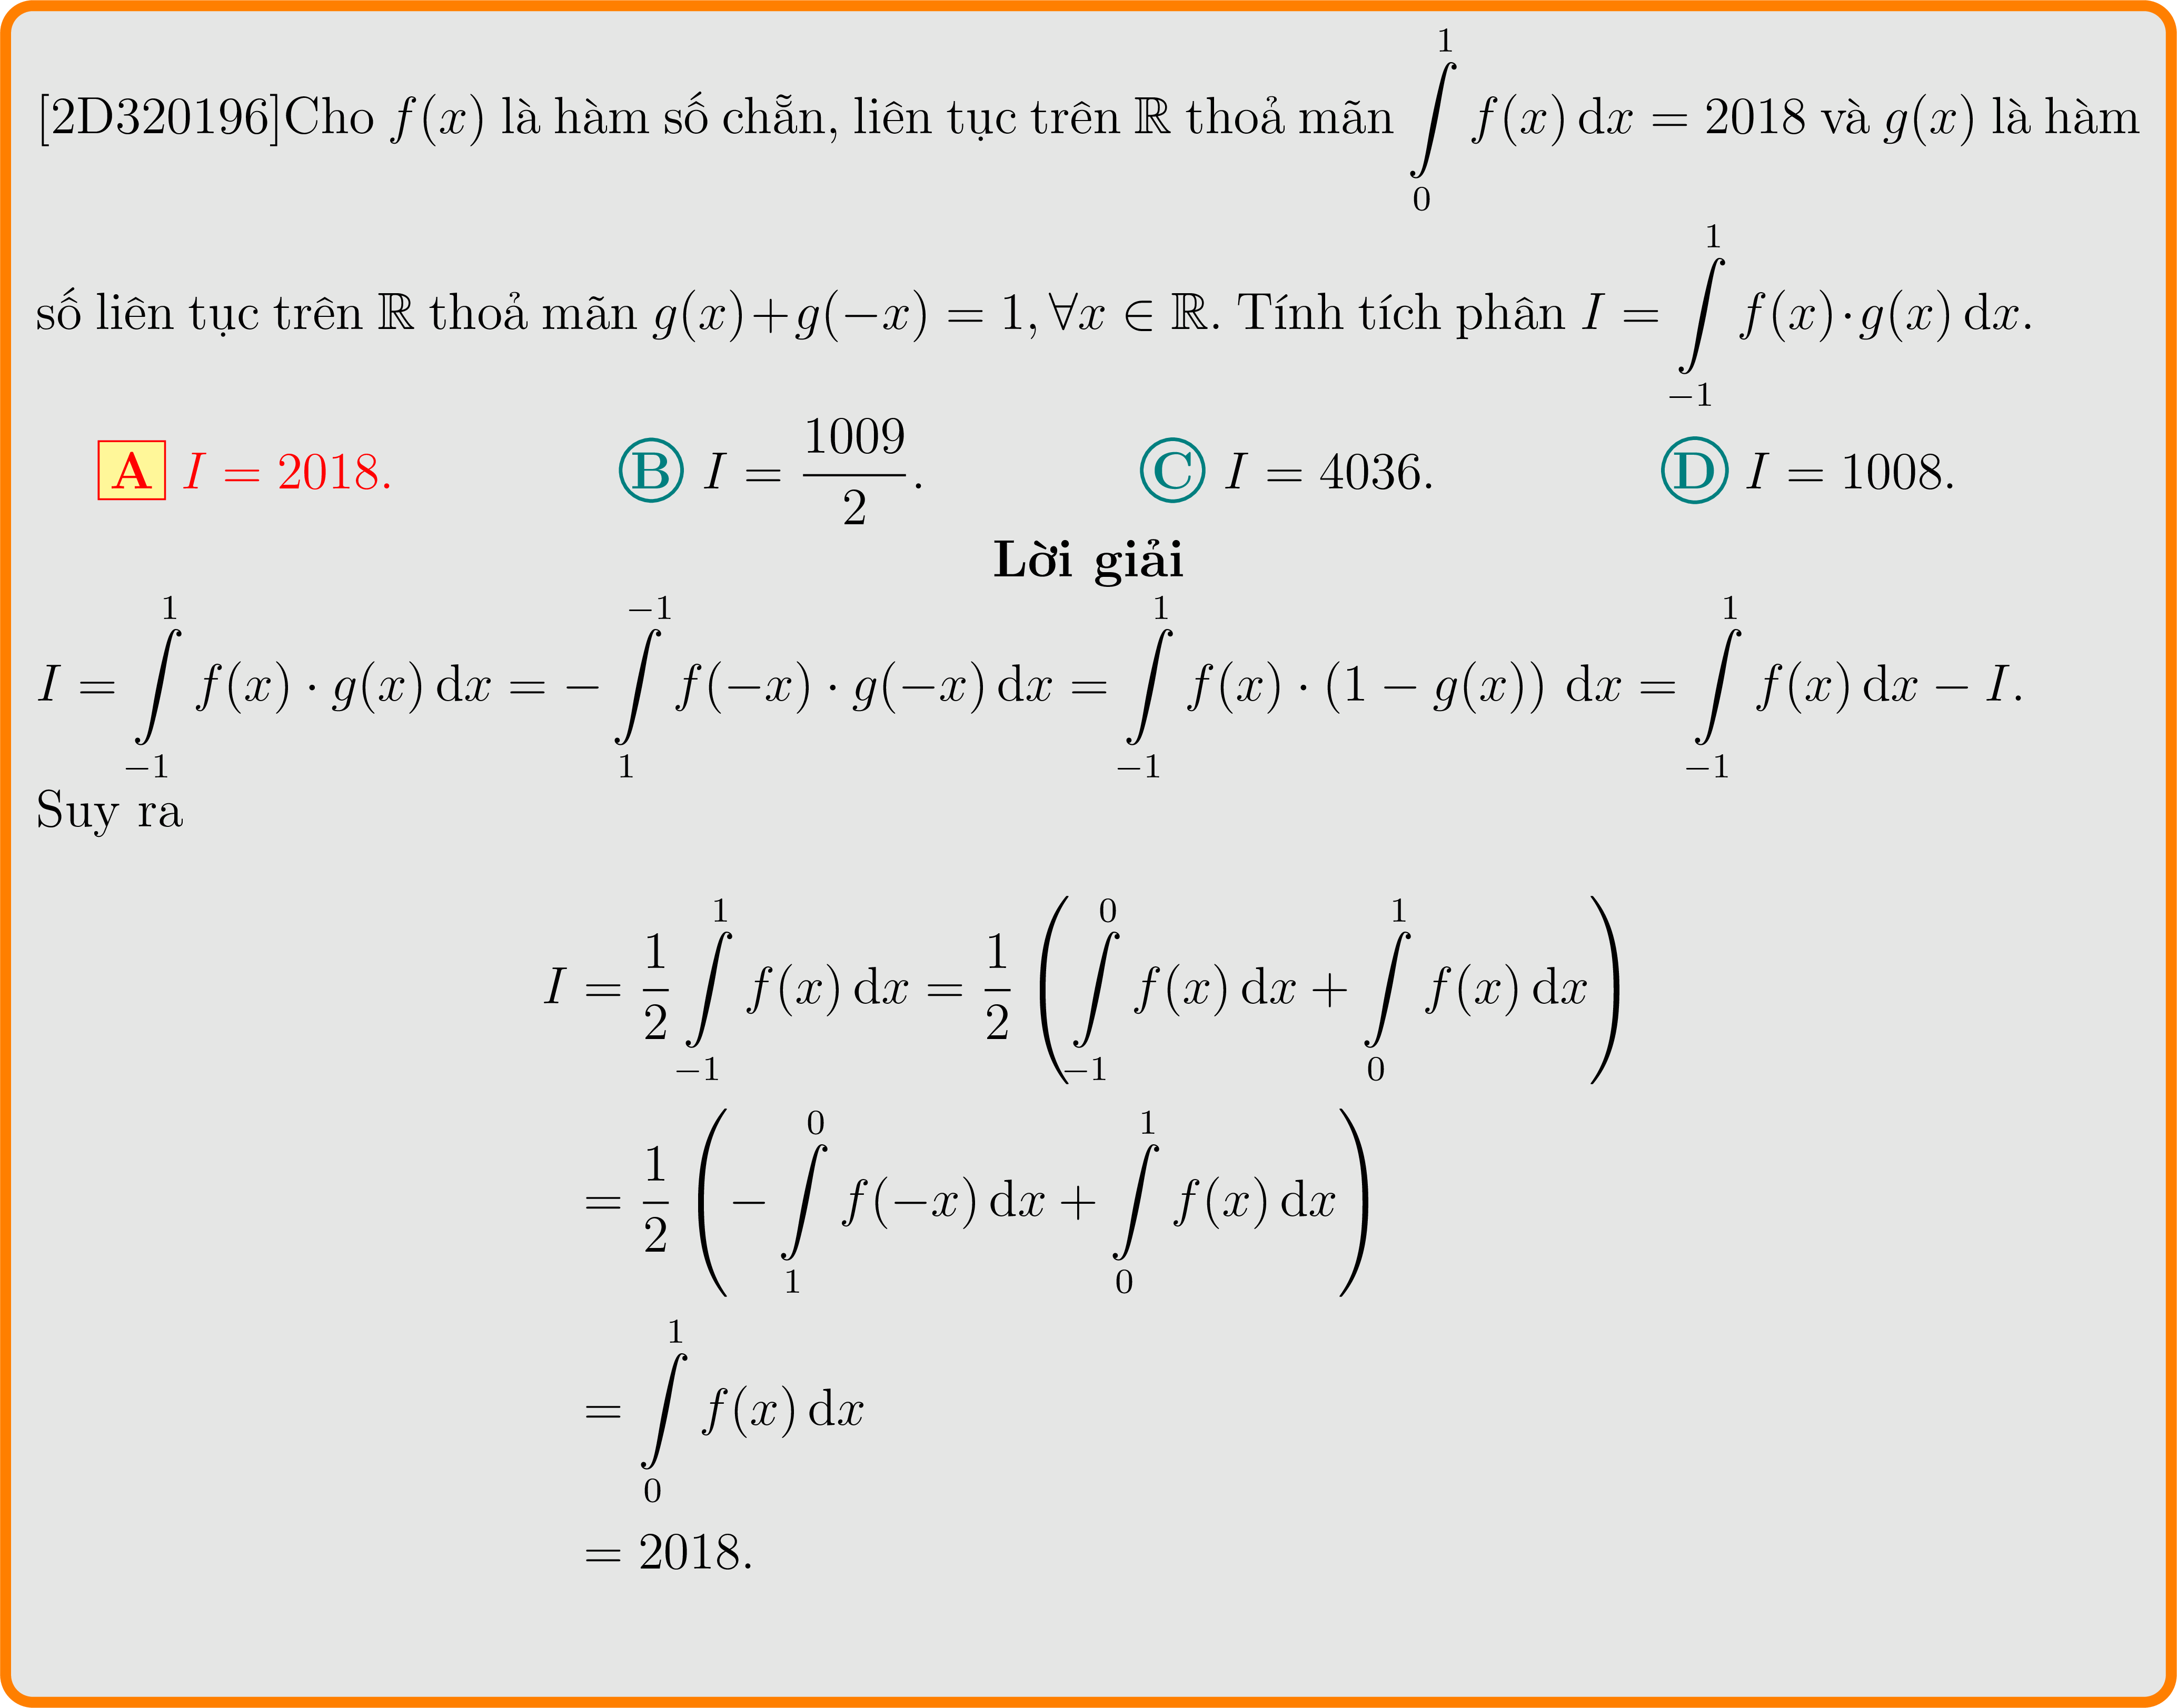 [2D320196]Cho $f(x)$ là hàm số chẵn, liên tục trên $\mathbb{R}$ thoả mãn $\int\limits_{0}^{1} f(x)\,\mathrm{d}x = 2018$ và $g(x)$ là hàm
số liên tục trên $\mathbb{R}$ thoả mãn $g(x)+g(-x) = 1, \forall x \in \mathbb{R}$. Tính tích phân $I = \int\limits_{-1}^{1} f(x)\cdot g(x)\,\mathrm{d}x$.
A $I = 2018$. B $I = \dfrac{1009}{2}$. C $I = 4036$. D $I = 1008$.
Lời giải
$I = \int\limits_{-1}^{1} f(x)\cdot g(x)\,\mathrm{d}x = -\int\limits_{1}^{-1} f(-x)\cdot g(-x)\,\mathrm{d}x = \int\limits_{-1}^{1} f(x)\cdot(1-g(x))\,\mathrm{d}x = \int\limits_{-1}^{1} f(x)\,\mathrm{d}x - I$.
Suy ra
$I = \dfrac{1}{2}\int\limits_{-1}^{1} f(x)\,\mathrm{d}x = \dfrac{1}{2}\left(\int\limits_{-1}^{0} f(x)\,\mathrm{d}x + \int\limits_{0}^{1} f(x)\,\mathrm{d}x\right)$
$= \dfrac{1}{2}\left(-\int\limits_{1}^{0} f(-x)\,\mathrm{d}x + \int\limits_{0}^{1} f(x)\,\mathrm{d}x\right)$
$= \int\limits_{0}^{1} f(x)\,\mathrm{d}x$
$= 2018.$